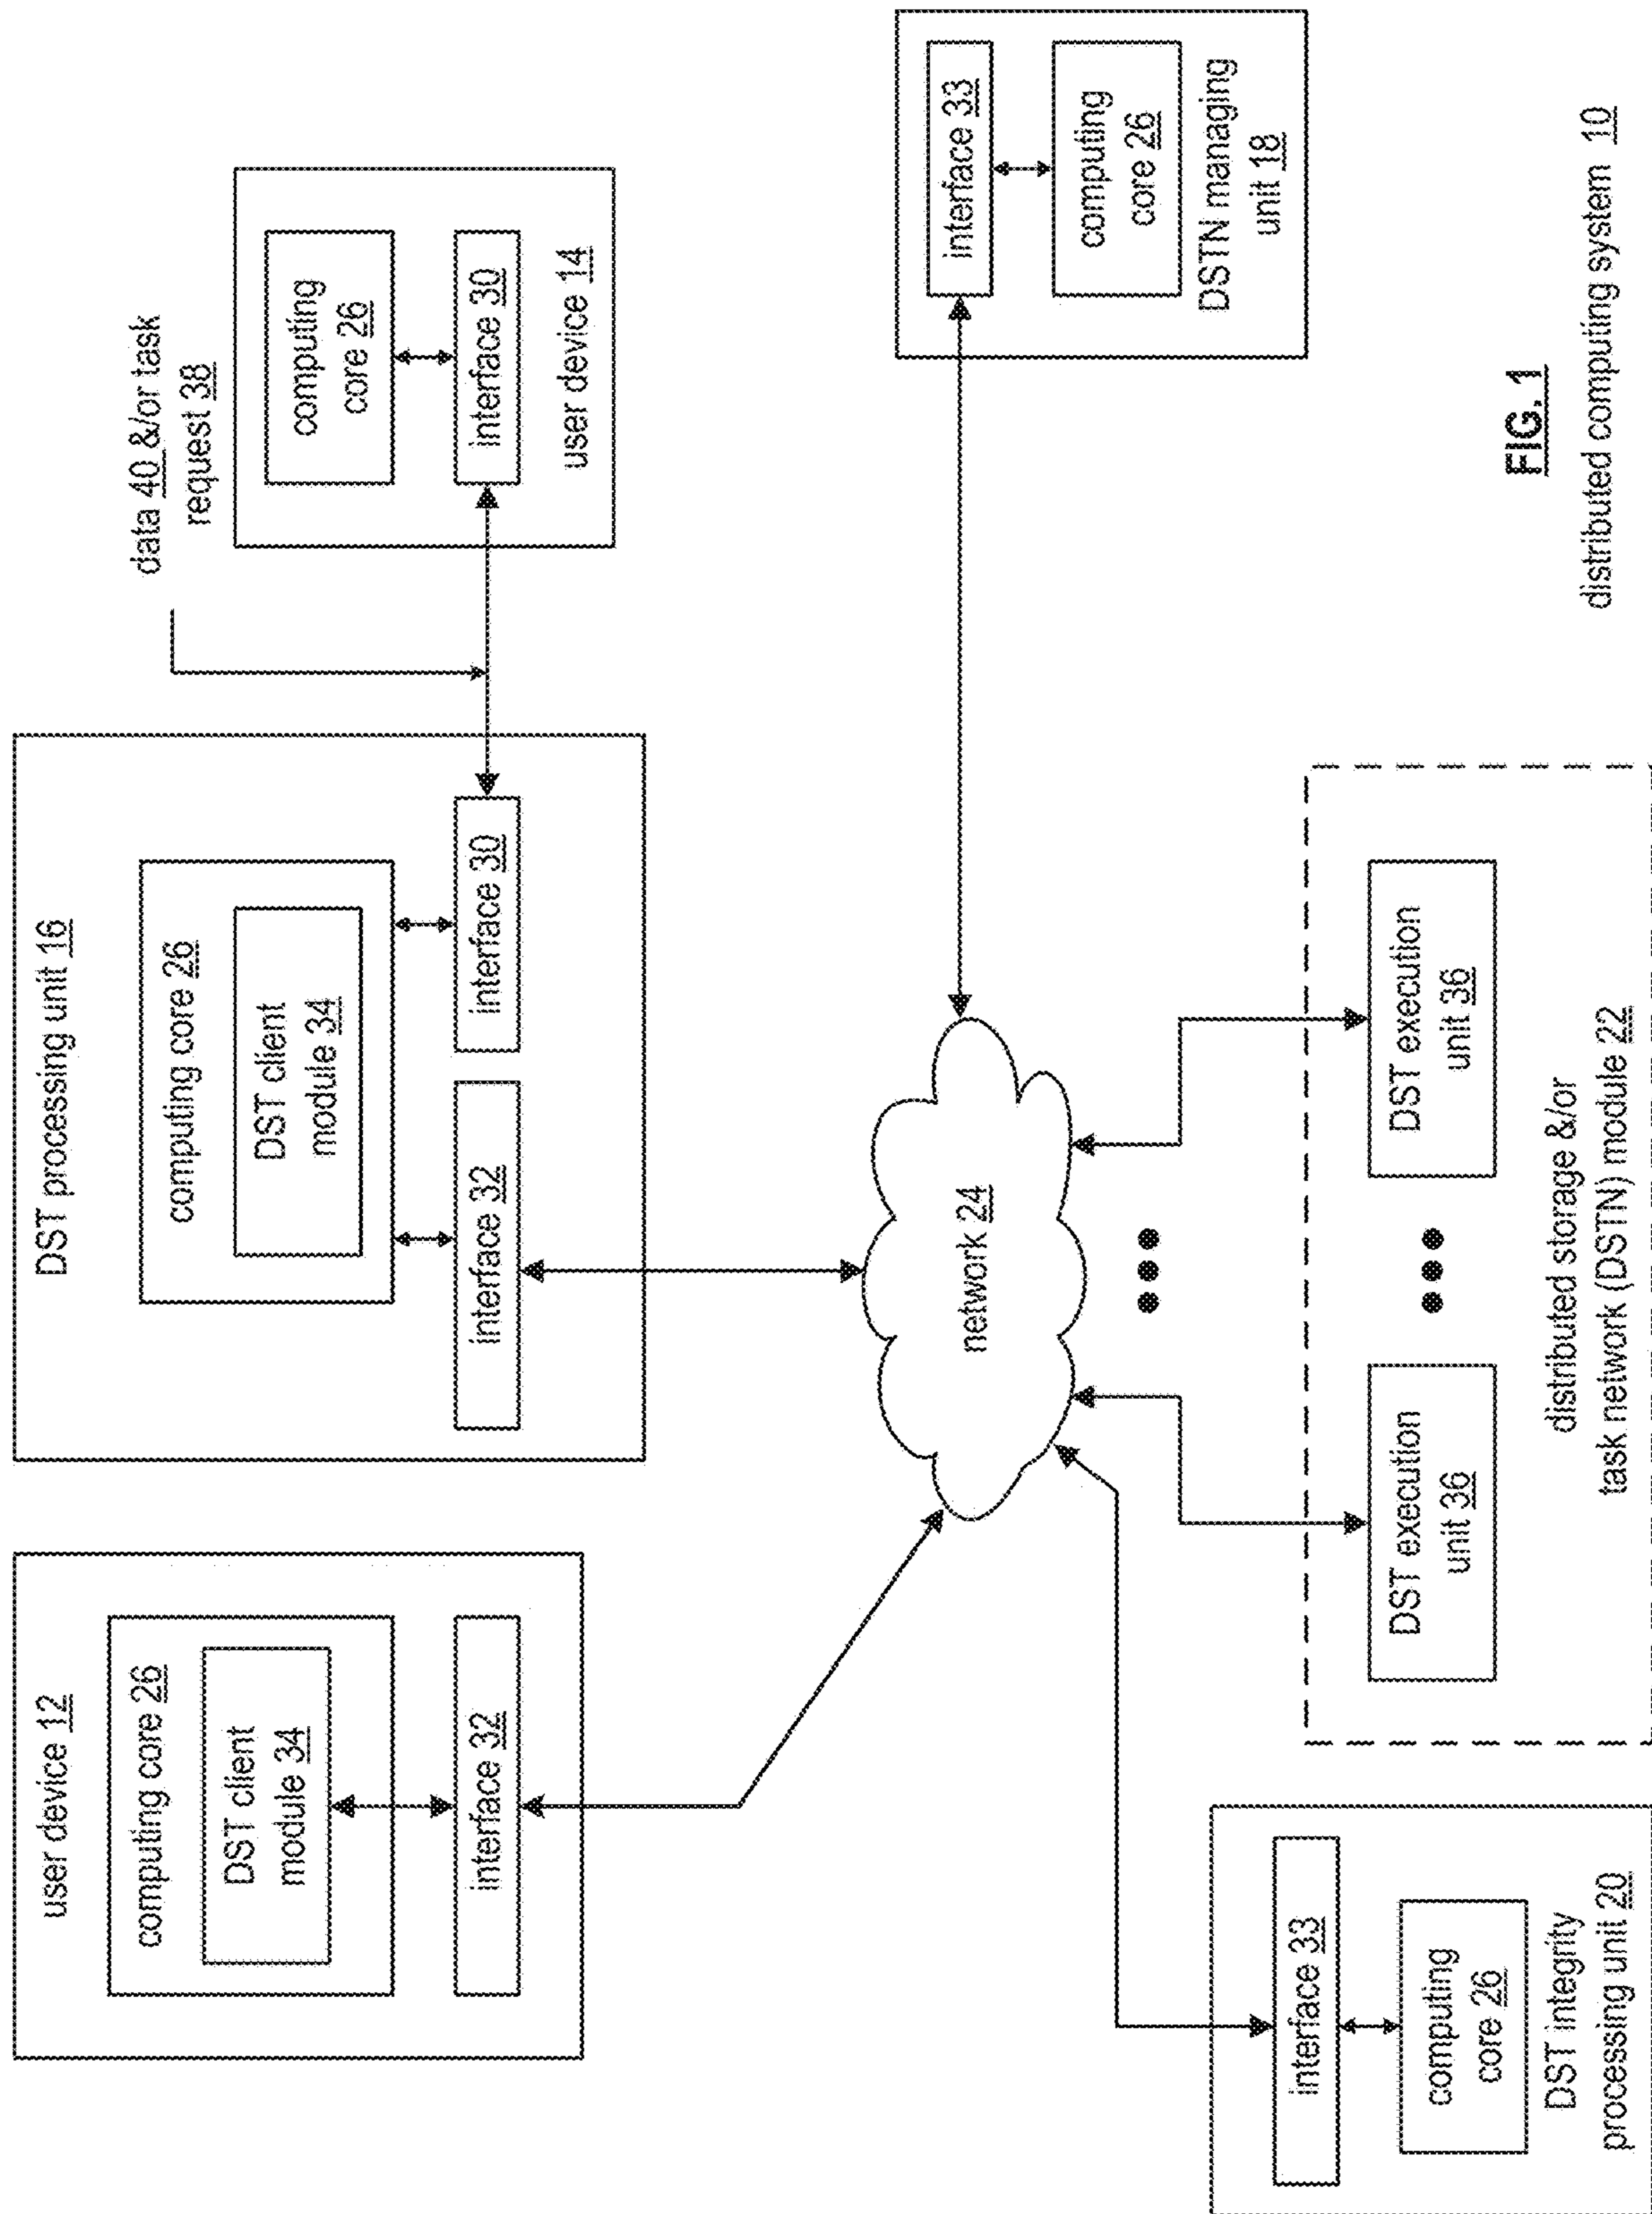 user device 12
computing core 26
DST client
module 34
interface 32
DST processing unit 16
computing core 26
DST client
module 34
interface 32
interface 30
data 40 &/or task
request 38
computing
core 26
interface 30
user device 14
network 24
interface 33
computing
core 26
DSTN managing
unit 18
interface 33
computing
core 26
DST integrity
processing unit 20
DST execution
unit 36
DST execution
unit 36
distributed storage &/or
task network (DSTN) module 22
FIG. 1
distributed computing system 10